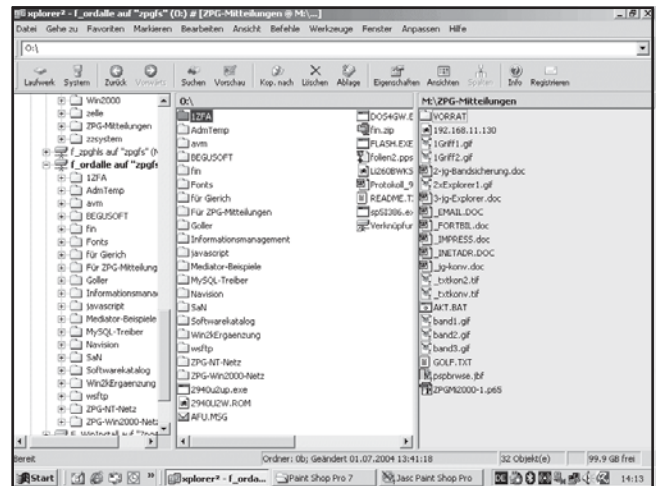 xplorer² - f_ordalle auf "zpgfs" (O:) # [ZPG-Mitteilungen @ M:\...]
Datei Gehe zu Favoriten Markieren Bearbeiten Ansicht Befehle Werkzeuge Fenster Anpassen Hilfe
O:\
Laufwerk System Zurück Vorwärts Suchen Vorschau Kop. nach Löschen Ablage Eigenschaften Ansichten Spalten Info Registrieren
Win2000
zelle
ZPG-Mitteilungen
zzsystem
f_zpghls auf "zpgfs" (N
f_ordalle auf "zpgfs
1ZFA
AdmTemp
avm
BEGUSOFT
fin
Fonts
für Gierich
Für ZPG-Mitteilung
Goller
Informationsmana
javascript
Mediator-Beispiele
MySQL-Treiber
Navision
SaN
Softwarekatalog
Win2kErgaenzung
wsftp
ZPG-NT-Netz
ZPG-Win2000-Netz
O:\
1ZFA
AdmTemp
avm
BEGUSOFT
fin
Fonts
für Gierich
Für ZPG-Mitteilungen
Goller
Informationsmanagement
javascript
Mediator-Beispiele
MySQL-Treiber
Navision
SaN
Softwarekatalog
Win2kErgaenzung
wsftp
ZPG-NT-Netz
ZPG-Win2000-Netz
2940u2up.exe
2940U2W.ROM
AFU.MSG
DOS4GW.E
fin.zip
FLASH.EXE
folien2.pps
LI260BWKS
Protokoll_9
README.T
Verknüpfur
M:\ZPG-Mitteilungen
VORRAT
192.168.11.130
1Griff1.gif
1Griff2.gif
2-jg-Bandsicherung.doc
2xExplorer1.gif
3-jg-Explorer.doc
_EMAIL.DOC
_FORTBIL.doc
_IMPRESS.doc
_INETADR.DOC
_jg-konv.doc
_txtkon2.tif
_txtkonv.tif
AKT.BAT
band1.gif
band2.gif
band3.gif
GOLF.TXT
pspbrwse.jbf
ZPGMi2000-1.p65
Bereit Ordner: 0b; Geändert 01.07.2004 13:41:18 32 Objekt(e) 99.9 GB frei
Start xplorer² - f_orda... Paint Shop Pro 7 Jasc Paint Shop Pro 14:13